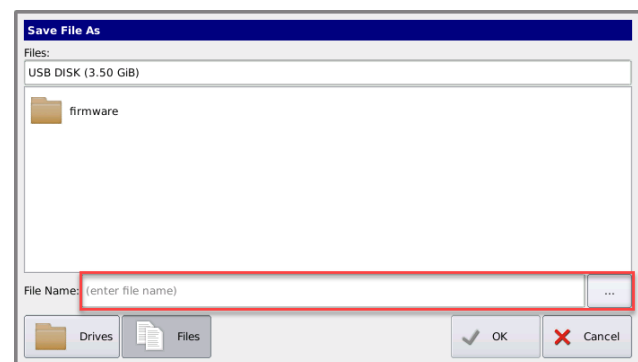 Save File As
Files:
USB DISK (3.50 GiB)
firmware
File Name: (enter file name) ...
Drives Files OK Cancel